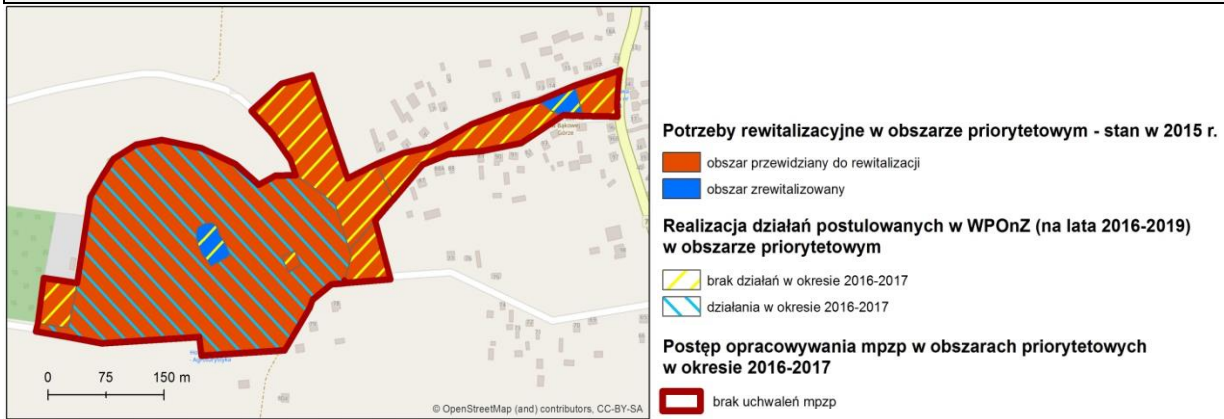 Potrzeby rewitalizacyjne w obszarze priorytetowym - stan w 2015 r.
obszar przewidziany do rewitalizacji
obszar zrewitalizowany
Realizacja działań postulowanych w WPOnZ (na lata 2016-2019)
w obszarze priorytetowym
brak działań w okresie 2016-2017
działania w okresie 2016-2017
Postęp opracowywania mpzp w obszarach priorytetowych
w okresie 2016-2017
brak uchwaleń mpzp
0 75 150 m
© OpenStreetMap (and) contributors, CC-BY-SA